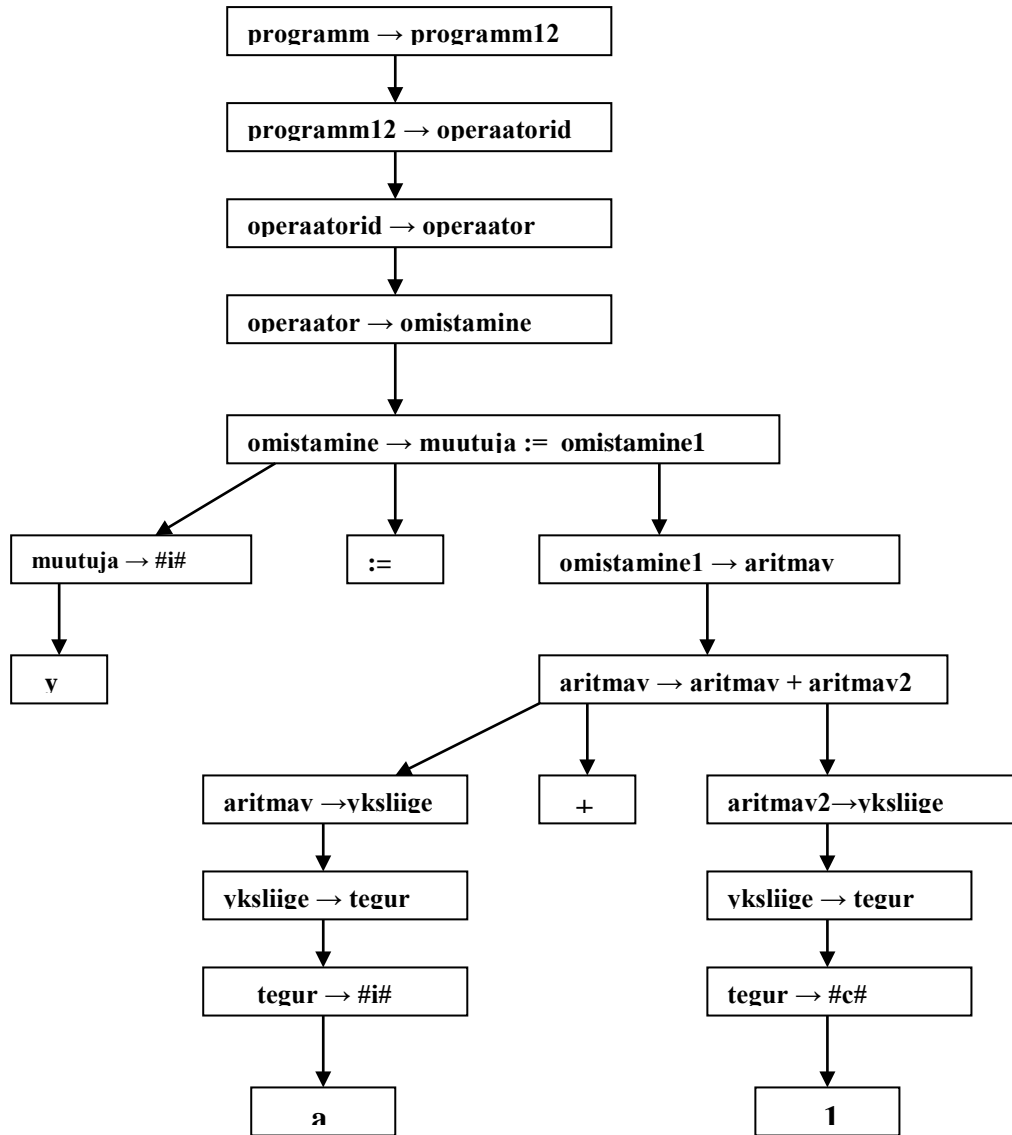 programm → programm12
programm12 → operaatorid
operaatorid → operaator
operaator → omistamine
omistamine → muutuja := omistamine1
muutuja → #i#
:=
omistamine1 → aritmav
y
aritmav → aritmav + aritmav2
aritmav →yksliige
+
aritmav2→yksliige
yksliige → tegur
yksliige → tegur
tegur → #i#
tegur → #c#
a
1